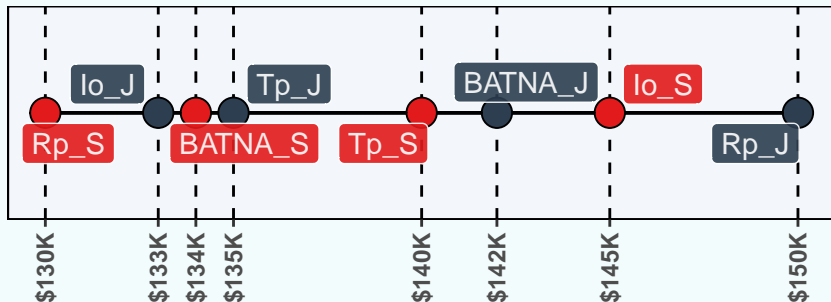 Io_J
Tp_J
BATNA_J
Io_S
Rp_S
BATNA_S
Tp_S
Rp_J
$130K
$133K
$134K
$135K
$140K
$142K
$145K
$150K